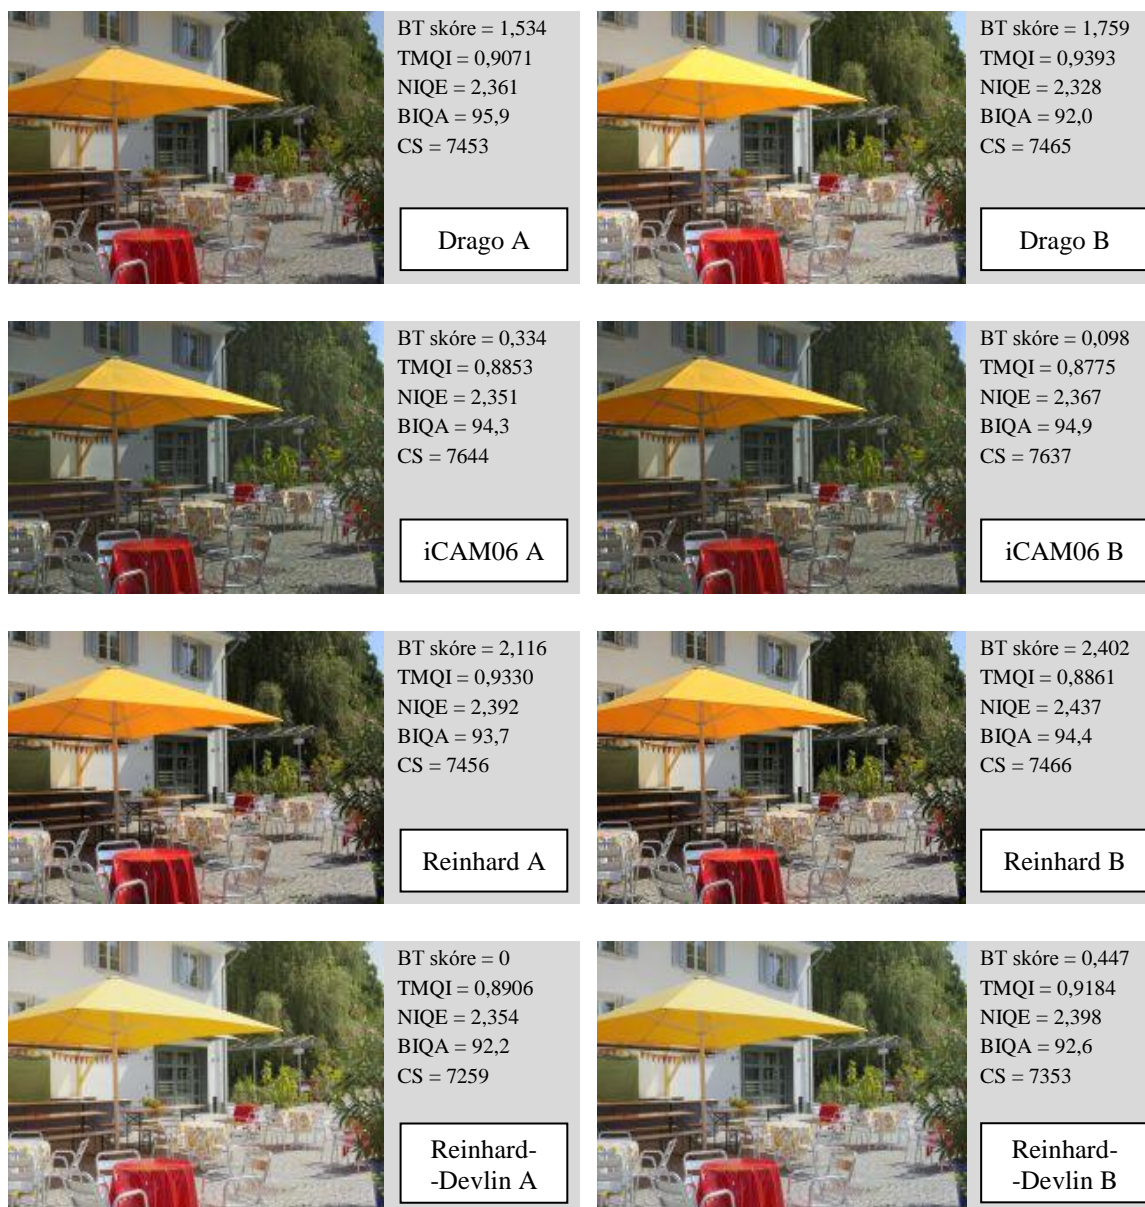 BT skóre = 1,534
TMQI = 0,9071
NIQE = 2,361
BIQA = 95,9
CS = 7453
Drago A
BT skóre = 1,759
TMQI = 0,9393
NIQE = 2,328
BIQA = 92,0
CS = 7465
Drago B
BT skóre = 0,334
TMQI = 0,8853
NIQE = 2,351
BIQA = 94,3
CS = 7644
iCAM06 A
BT skóre = 0,098
TMQI = 0,8775
NIQE = 2,367
BIQA = 94,9
CS = 7637
iCAM06 B
BT skóre = 2,116
TMQI = 0,9330
NIQE = 2,392
BIQA = 93,7
CS = 7456
Reinhard A
BT skóre = 2,402
TMQI = 0,8861
NIQE = 2,437
BIQA = 94,4
CS = 7466
Reinhard B
BT skóre = 0
TMQI = 0,8906
NIQE = 2,354
BIQA = 92,2
CS = 7259
Reinhard-
-Devlin A
BT skóre = 0,447
TMQI = 0,9184
NIQE = 2,398
BIQA = 92,6
CS = 7353
Reinhard-
-Devlin B